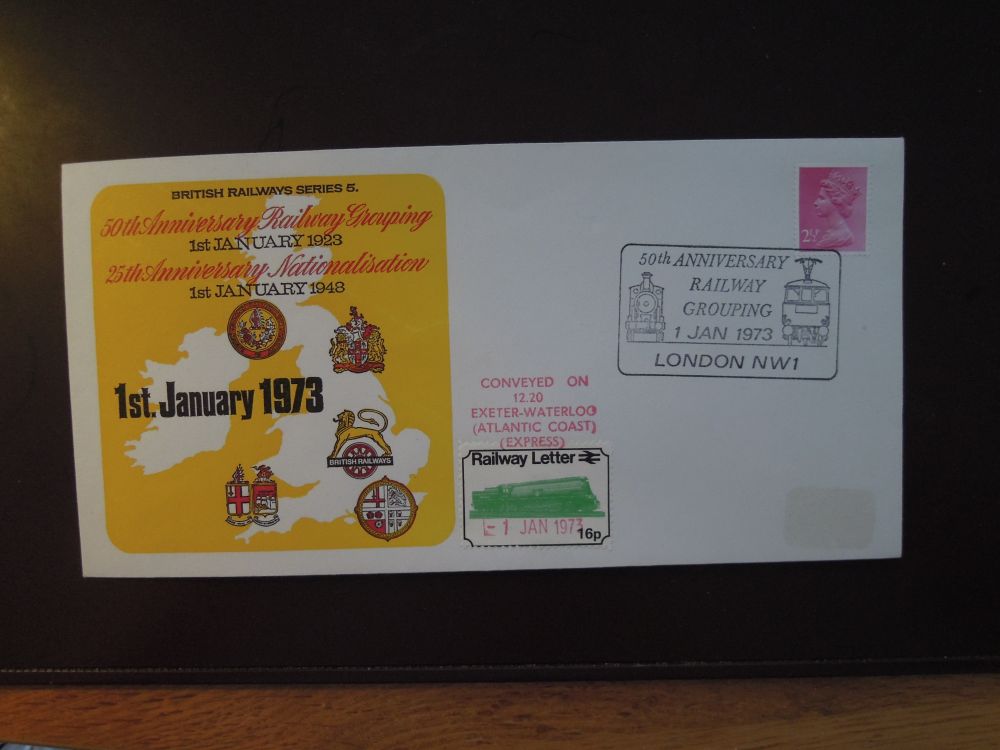 BRITISH RAILWAYS SERIES 5.
50th Anniversary Railway Grouping
1st JANUARY 1923
25th Anniversary Nationalisation
1st JANUARY 1948
1st. January 1973
BRITISH RAILWAYS
CONVEYED ON
12.20
EXETER-WATERLOO
(ATLANTIC COAST)
(EXPRESS)
Railway Letter
-1 JAN 1973
16p
2½
50th ANNIVERSARY
RAILWAY
GROUPING
1 JAN 1973
LONDON NW1